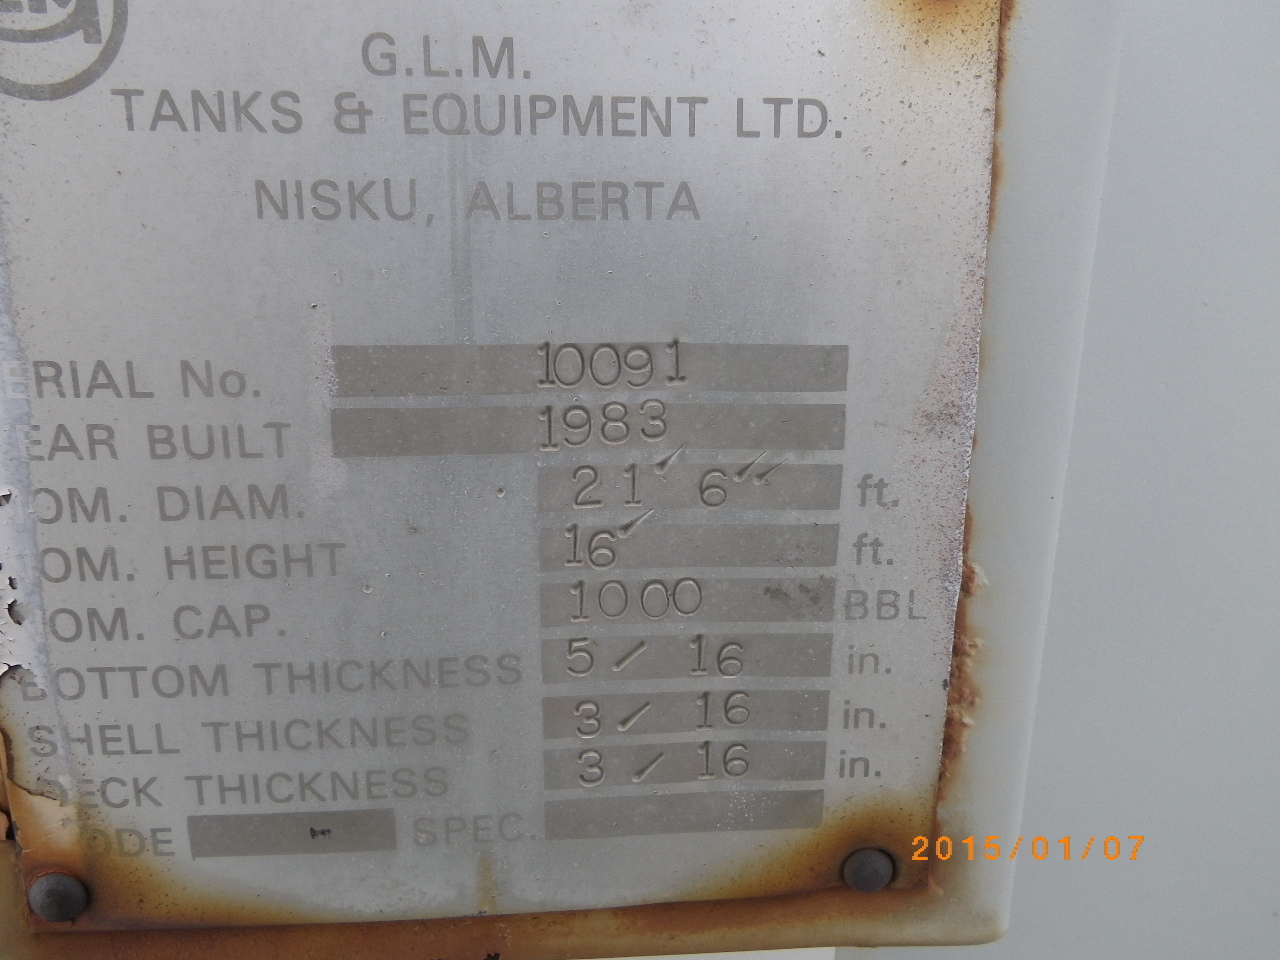 G.L.M.
TANKS & EQUIPMENT LTD.
NISKU, ALBERTA
ERIAL No. 10091
EAR BUILT 1983
OM. DIAM. 21' 6" ft.
OM. HEIGHT 16' ft.
OM. CAP. 1000 BBL
BOTTOM THICKNESS 5/16 in.
SHELL THICKNESS 3/16 in.
DECK THICKNESS 3/16 in.
ODE SPEC.
2015/01/07